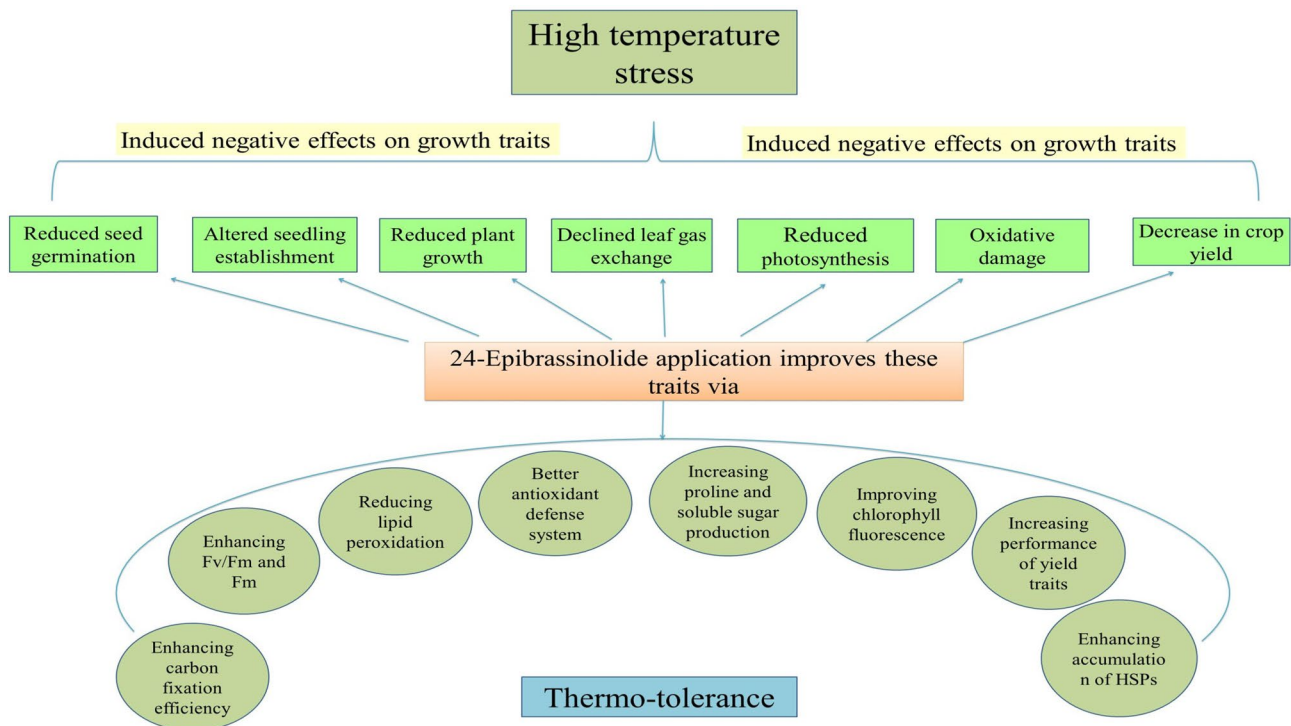 High temperature
stress
Induced negative effects on growth traits
Induced negative effects on growth traits
Reduced seed
germination
Altered seedling
establishment
Reduced plant
growth
Declined leaf gas
exchange
Reduced
photosynthesis
Oxidative
damage
Decrease in crop
yield
24-Epibrassinolide application improves these
traits via
Enhancing
carbon
fixation
efficiency
Enhancing
Fv/Fm and
Fm
Reducing
lipid
peroxidation
Better
antioxidant
defense
system
Increasing
proline and
soluble sugar
production
Improving
chlorophyll
fluorescence
Increasing
performance
of yield
traits
Enhancing
accumulatio
n of HSPs
Thermo-tolerance